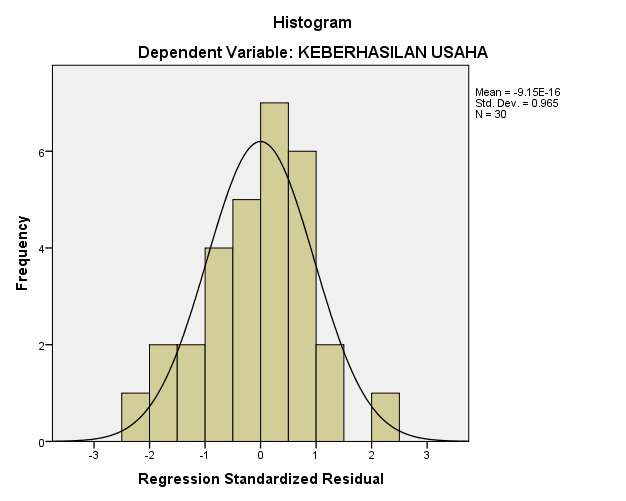 Histogram
Dependent Variable: KEBERHASILAN USAHA
Mean = -9.15E-16
Std. Dev. = 0.965
N = 30
Frequency
6
4
2
0
-3 -2 -1 0 1 2 3
Regression Standardized Residual